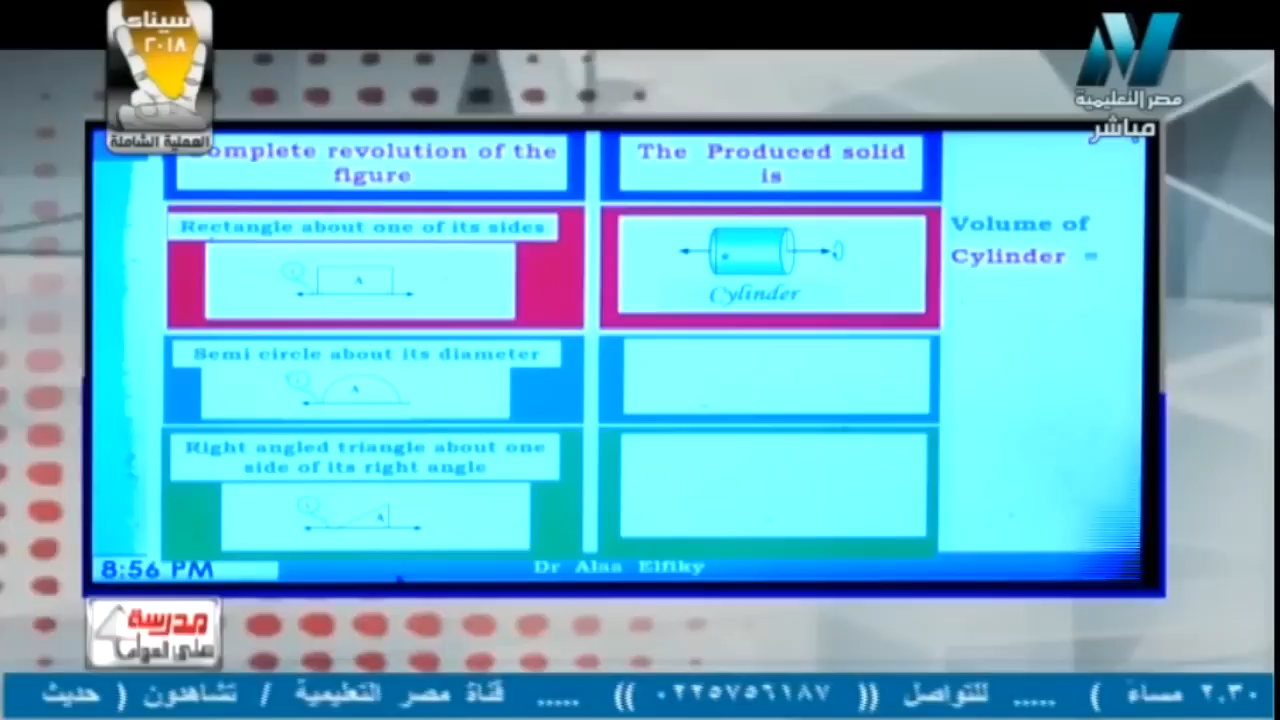 سيناء
٢٠١٨
العملية الشاملة
مصر التعليمية
مباشر
omplete revolution of the
figure
The Produced solid
is
Rectangle about one of its sides
A
Cylinder
Volume of
Cylinder =
Semi circle about its diameter
A
Right angled triangle about one
side of its right angle
A
8:56 PM
Dr Alaa Elfiky
مدرسة
على الهواء
٢.٣٠ مساءً ) ..... للتواصل (( ٠٢٢٥٧٥٦١٨٧ )) ..... قناة مصر التعليمية / تشاهدون ( حديث